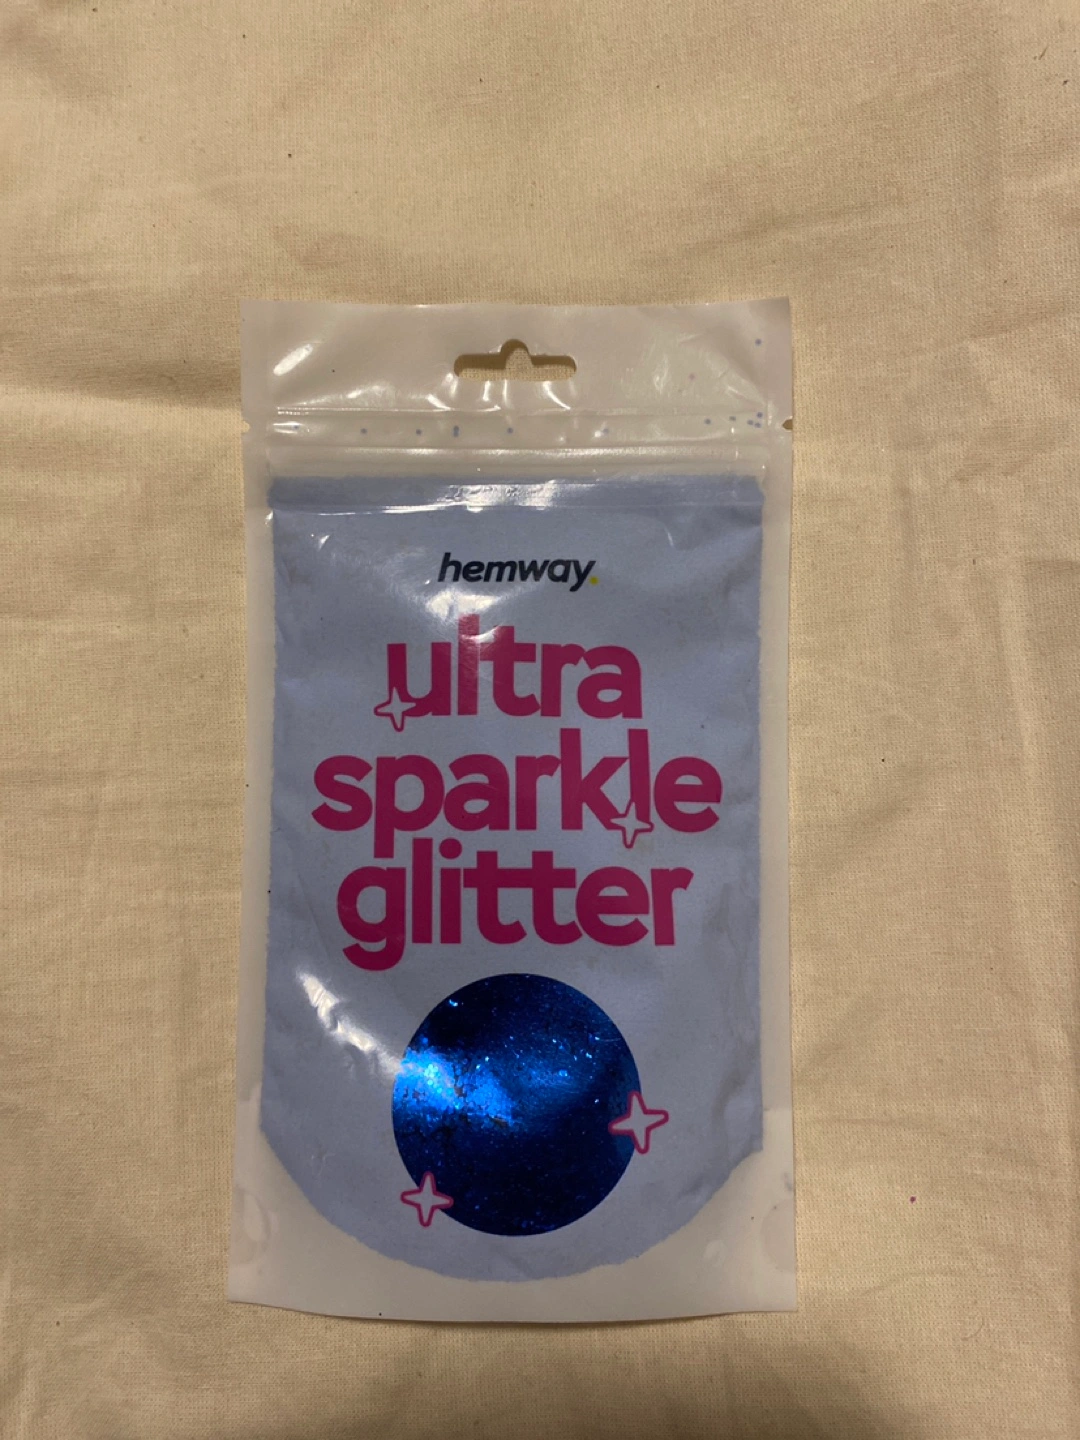 hemway.
ultra
sparkle
glitter